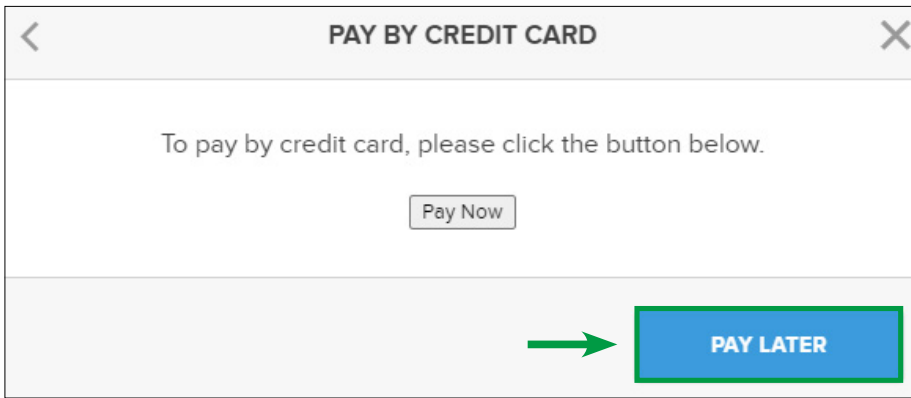 PAY BY CREDIT CARD
To pay by credit card, please click the button below.
Pay Now
PAY LATER